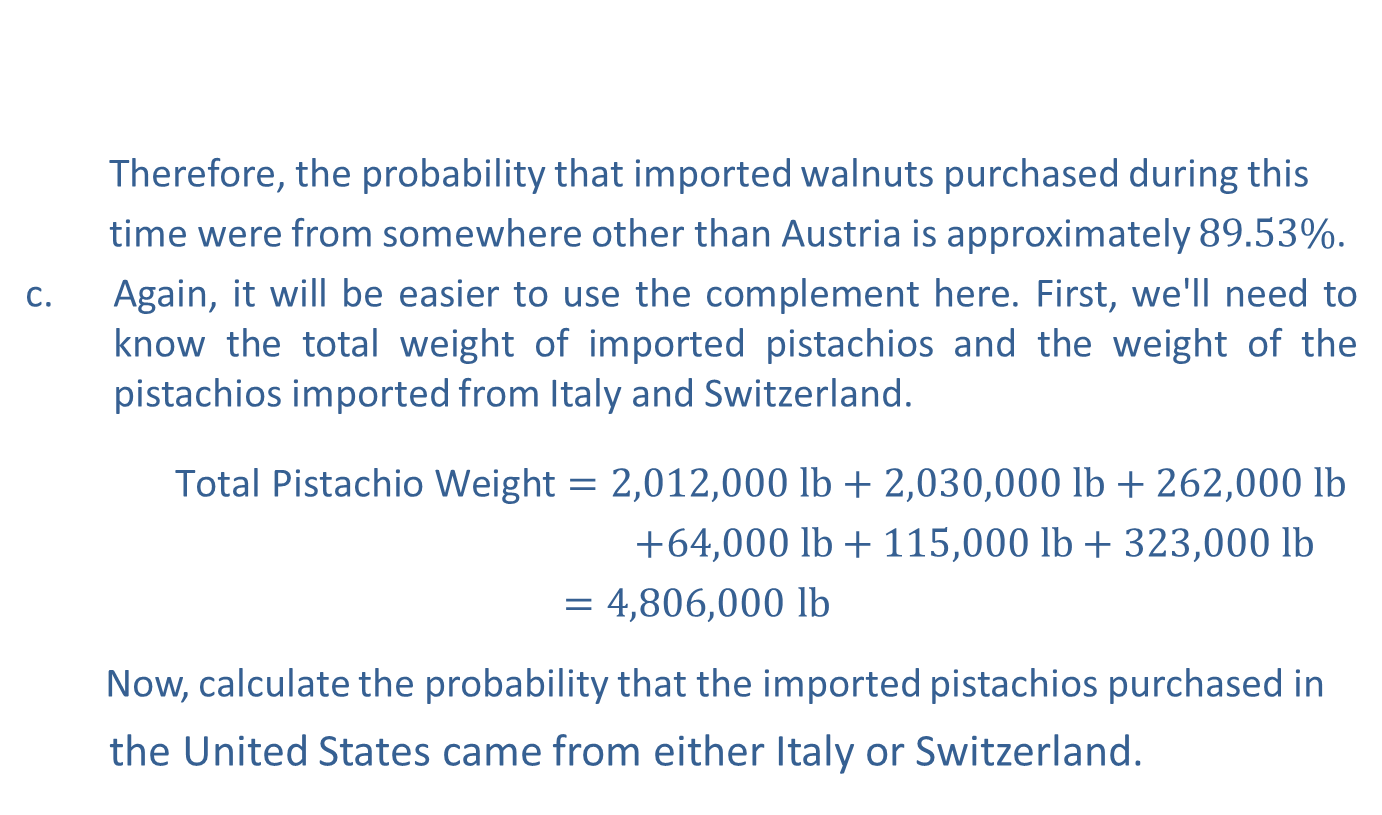 Therefore, the probability that imported walnuts purchased during this
time were from somewhere other than Austria is approximately 89.53%.
c. Again, it will be easier to use the complement here. First, we'll need to
know the total weight of imported pistachios and the weight of the
pistachios imported from Italy and Switzerland.
Total Pistachio Weight = 2,012,000 lb + 2,030,000 lb + 262,000 lb
+64,000 lb + 115,000 lb + 323,000 lb
= 4,806,000 lb
Now, calculate the probability that the imported pistachios purchased in
the United States came from either Italy or Switzerland.